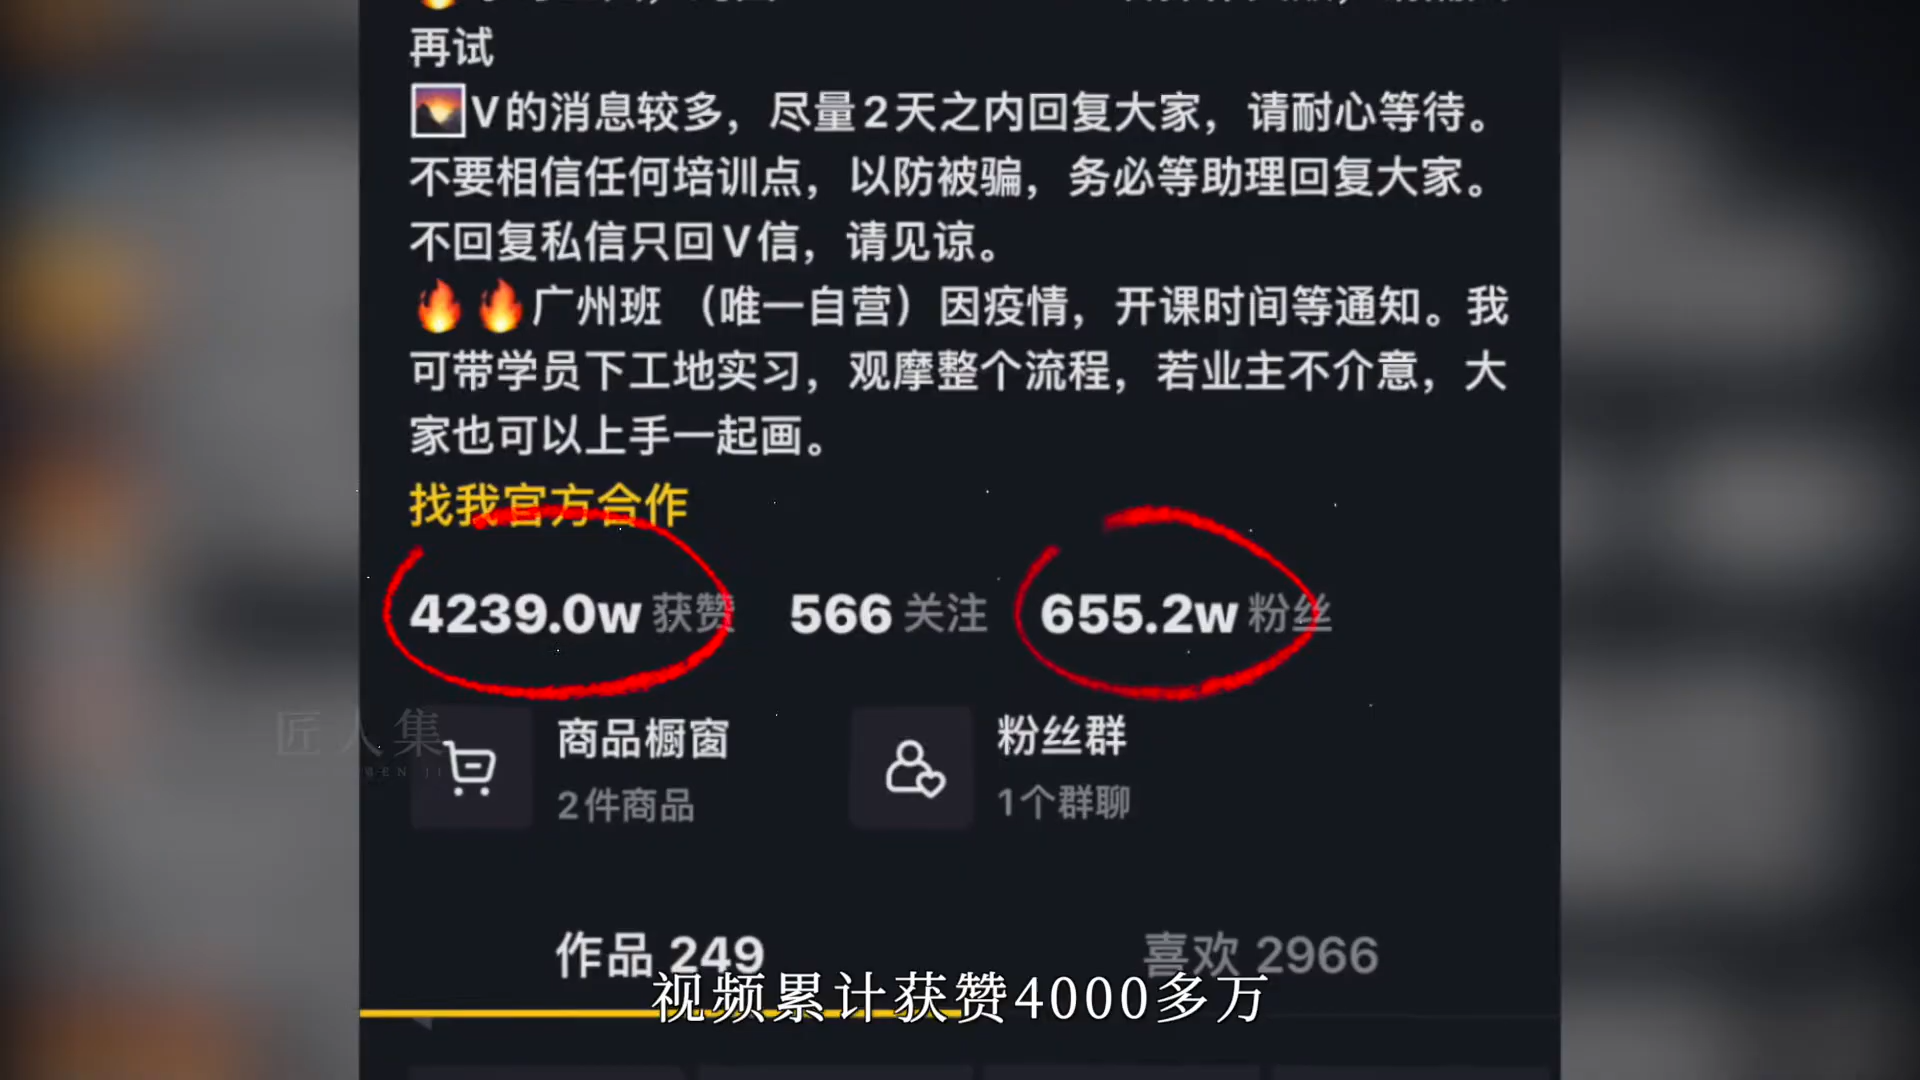 再试
V的消息较多，尽量2天之内回复大家，请耐心等待。
不要相信任何培训点，以防被骗，务必等助理回复大家。
不回复私信只回V信，请见谅。
🔥🔥广州班（唯一自营）因疫情，开课时间等通知。我
可带学员下工地实习，观摩整个流程，若业主不介意，大
家也可以上手一起画。
找我官方合作
4239.0w 获赞 566 关注 655.2w 粉丝
匠人集
商品橱窗
2件商品
粉丝群
1个群聊
作品 249 喜欢 2966
视频累计获赞4000多万